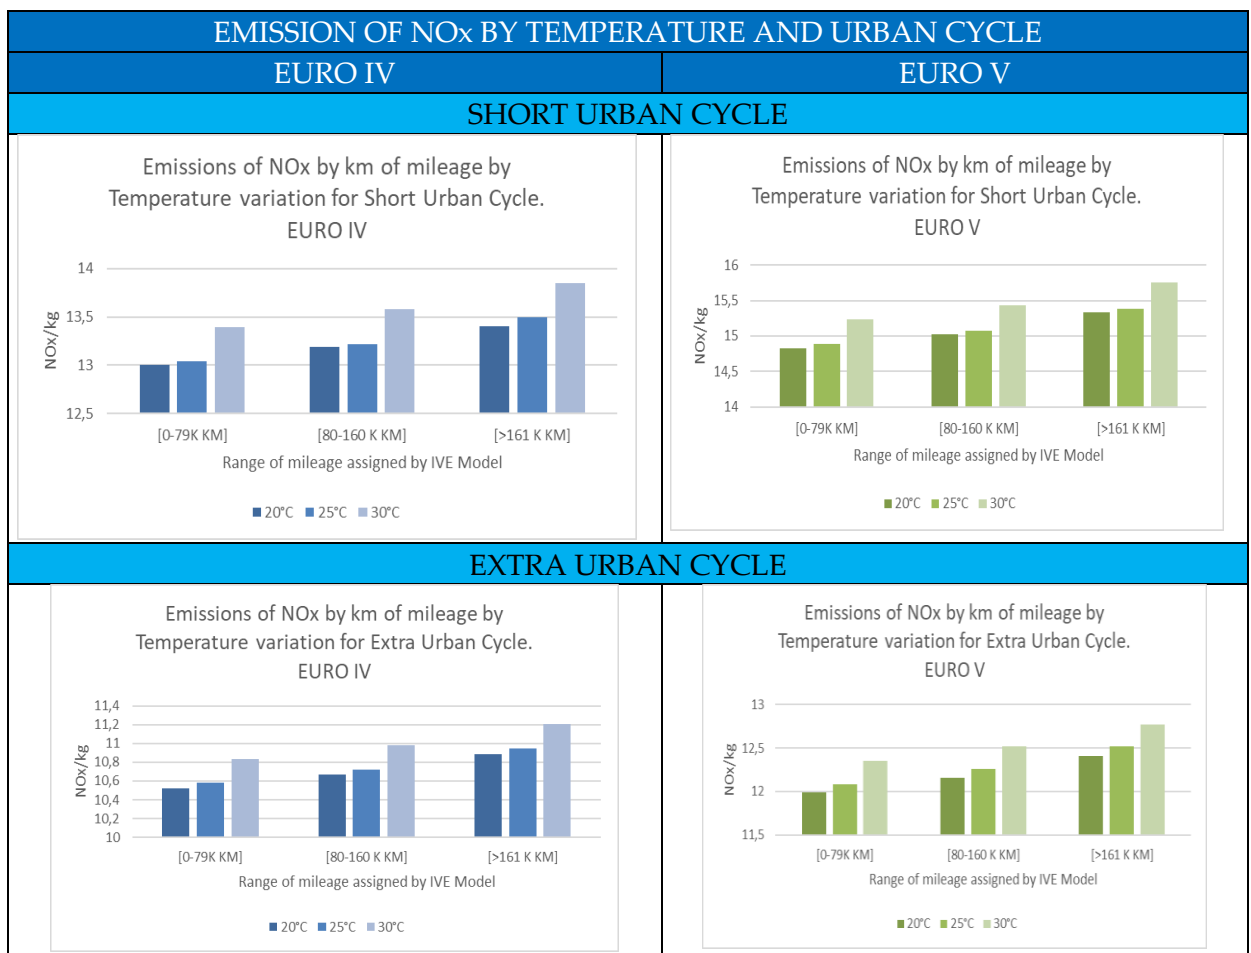 EMISSION OF NOx BY TEMPERATURE AND URBAN CYCLE
EURO IV
EURO V
SHORT URBAN CYCLE
Emissions of NOx by km of mileage by
Temperature variation for Short Urban Cycle.
EURO IV
14
13,5
13
12,5
NOx/kg
[0-79K KM] [80-160 K KM] [>161 K KM]
Range of mileage assigned by IVE Model
20°C 25°C 30°C
Emissions of NOx by km of mileage by
Temperature variation for Short Urban Cycle.
EURO V
16
15,5
15
14,5
14
NOx/kg
[0-79K KM] [80-160 K KM] [>161 K KM]
Range of mileage assigned by IVE Model
20°C 25°C 30°C
EXTRA URBAN CYCLE
Emissions of NOx by km of mileage by
Temperature variation for Extra Urban Cycle.
EURO IV
11,4
11,2
11
10,8
10,6
10,4
10,2
10
NOx/kg
[0-79K KM] [80-160 K KM] [>161 K KM]
Range of mileage assigned by IVE Model
20°C 25°C 30°C
Emissions of NOx by km of mileage by
Temperature variation for Extra Urban Cycle.
EURO V
13
12,5
12
11,5
NOx/kg
[0-79K KM] [80-160 K KM] [>161 K KM]
Range of mileage assigned by IVE Model
20°C 25°C 30°C